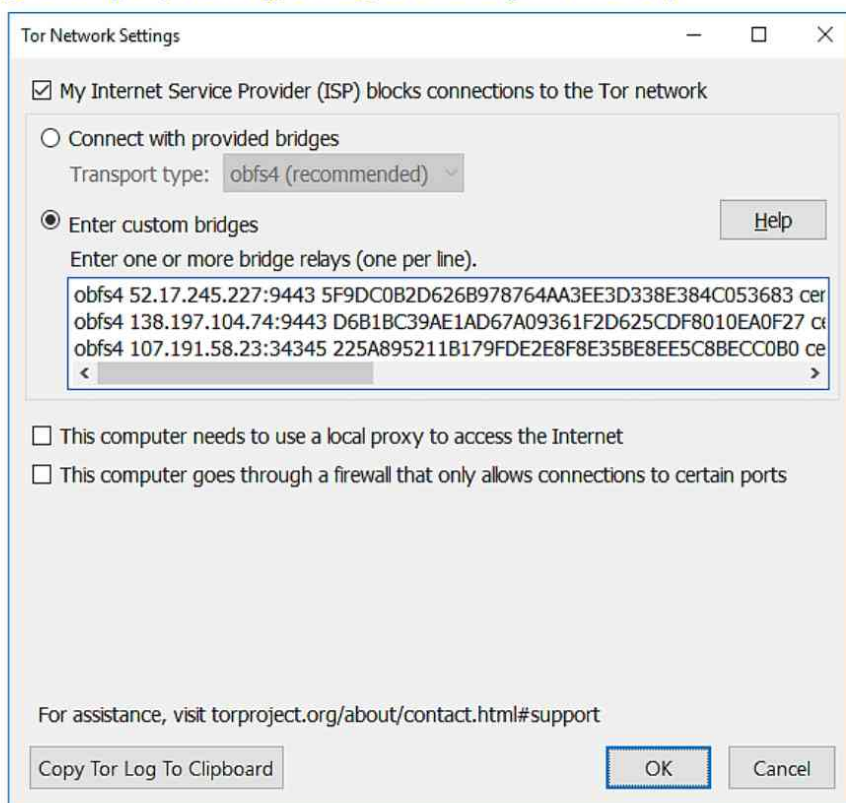 Tor Network Settings
My Internet Service Provider (ISP) blocks connections to the Tor network
Connect with provided bridges
Transport type: obfs4 (recommended)
Enter custom bridges
Help
Enter one or more bridge relays (one per line).
obfs4 52.17.245.227:9443 5F9DC0B2D626B978764AA3EE3D338E384C053683 cer
obfs4 138.197.104.74:9443 D6B1BC39AE1AD67A09361F2D625CDF8010EA0F27 ce
obfs4 107.191.58.23:34345 225A895211B179FDE2E8F8E35BE8EE5C8BECC0B0 ce
This computer needs to use a local proxy to access the Internet
This computer goes through a firewall that only allows connections to certain ports
For assistance, visit torproject.org/about/contact.html#support
Copy Tor Log To Clipboard
OK
Cancel